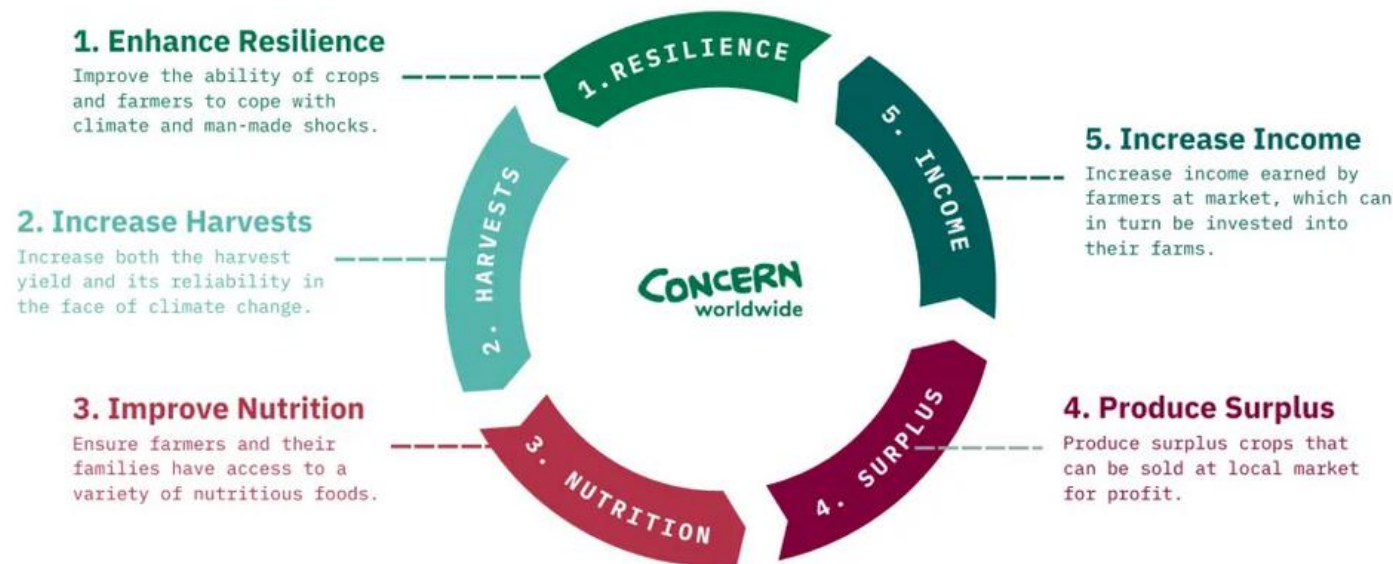 1. Enhance Resilience
Improve the ability of crops
and farmers to cope with
climate and man-made shocks.
2. Increase Harvests
Increase both the harvest
yield and its reliability in
the face of climate change.
3. Improve Nutrition
Ensure farmers and their
families have access to a
variety of nutritious foods.
1. RESILIENCE
2. HARVESTS
3. NUTRITION
4. SURPLUS
5. INCOME
CONCERN
worldwide
5. Increase Income
Increase income earned by
farmers at market, which can
in turn be invested into
their farms.
4. Produce Surplus
Produce surplus crops that
can be sold at local market
for profit.